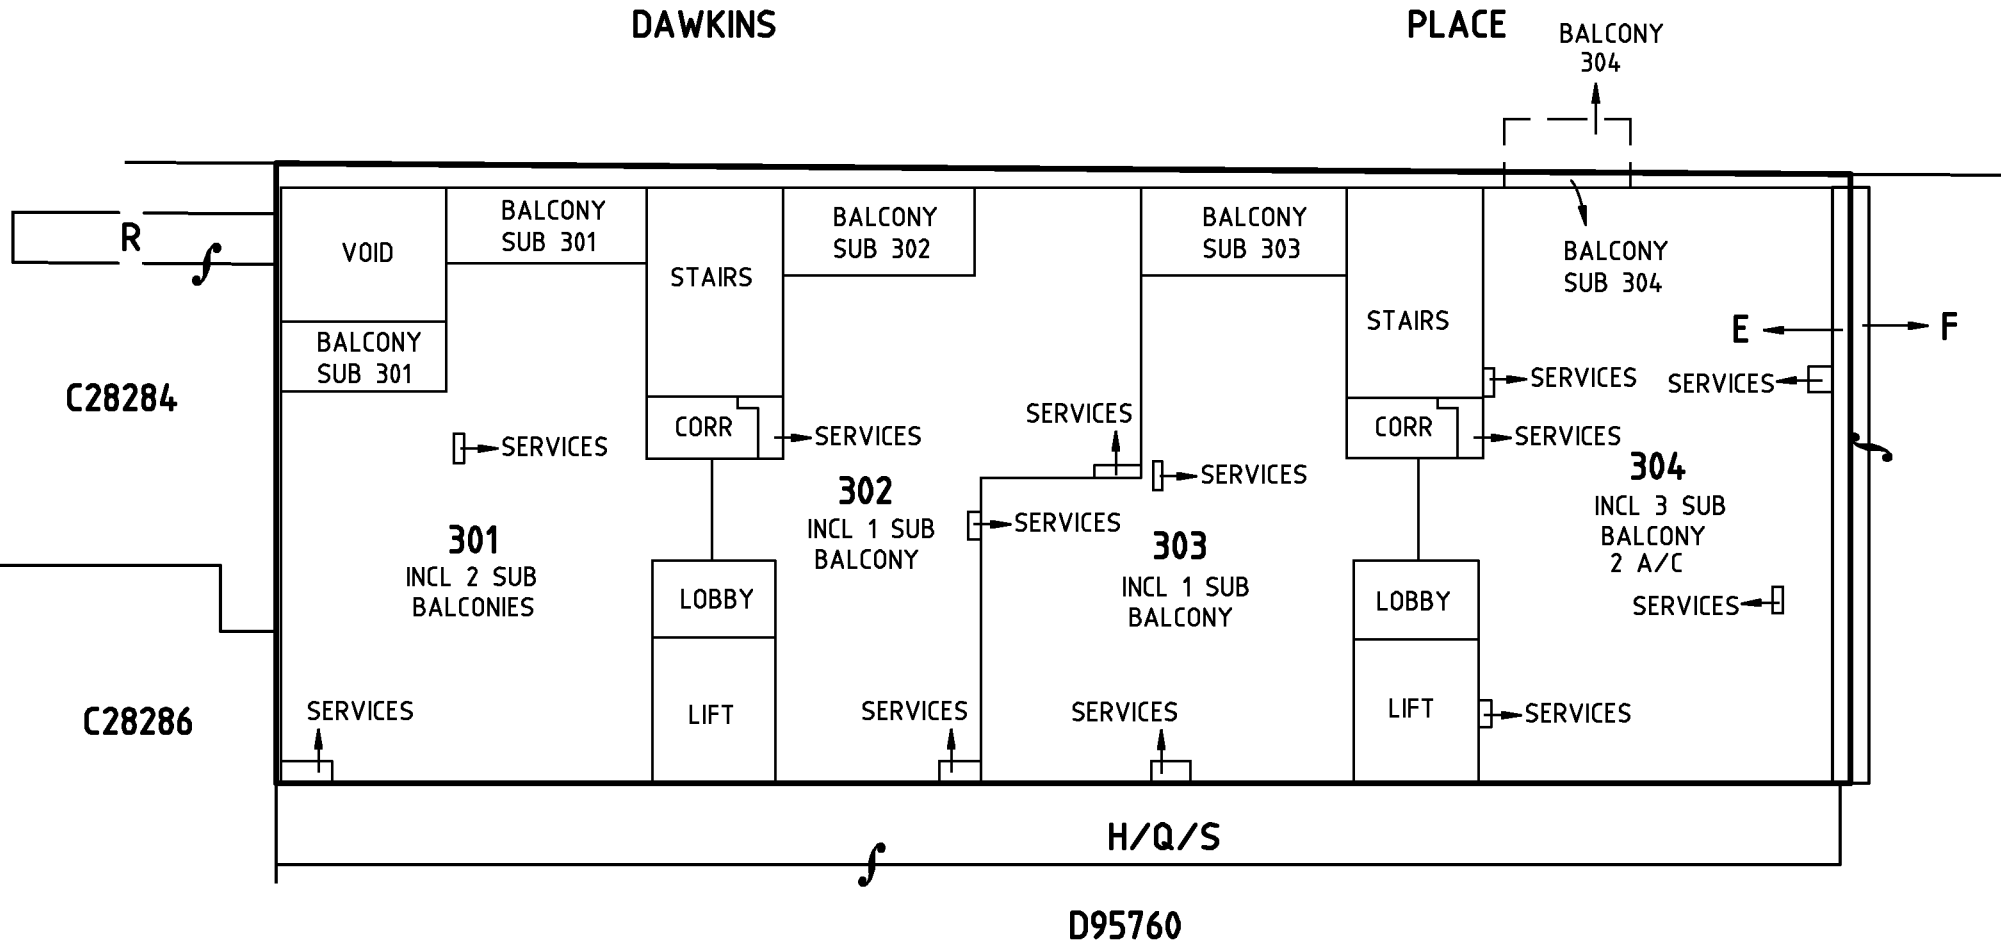 DAWKINS PLACE
BALCONY
304
R
VOID
BALCONY
SUB 301
STAIRS
BALCONY
SUB 302
BALCONY
SUB 303
STAIRS
BALCONY
SUB 304
BALCONY
SUB 301
E
F
C28284
SERVICES
CORR
SERVICES
SERVICES
SERVICES
SERVICES
CORR
SERVICES
SERVICES
SERVICES
301
INCL 2 SUB
BALCONIES
302
INCL 1 SUB
BALCONY
SERVICES
303
INCL 1 SUB
BALCONY
304
INCL 3 SUB
BALCONY
2 A/C
SERVICES
LOBBY
LOBBY
C28286
SERVICES
LIFT
SERVICES
SERVICES
LIFT
SERVICES
H/Q/S
D95760